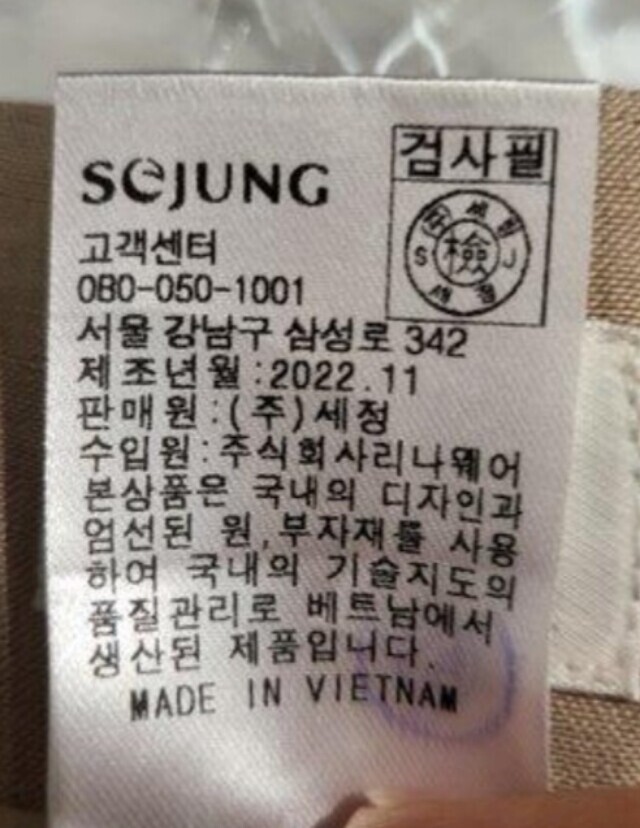 SeJUNG
검사필
세정
S 檢 J
세정
고객센터
080-050-1001
서울 강남구 삼성로 342
제조년월:2022.11
판매원:(주)세정
수입원:주식회사리나웨어
본상품은 국내의 디자인과
엄선된 원,부자재를 사용
하여 국내의 기술지도의
품질관리로 베트남에서
생산된 제품입니다.
MADE IN VIETNAM